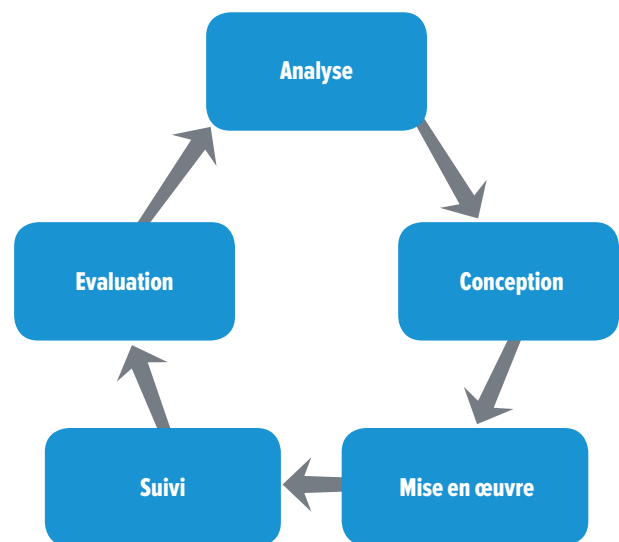 Analyse
Evaluation
Conception
Suivi
Mise en œuvre